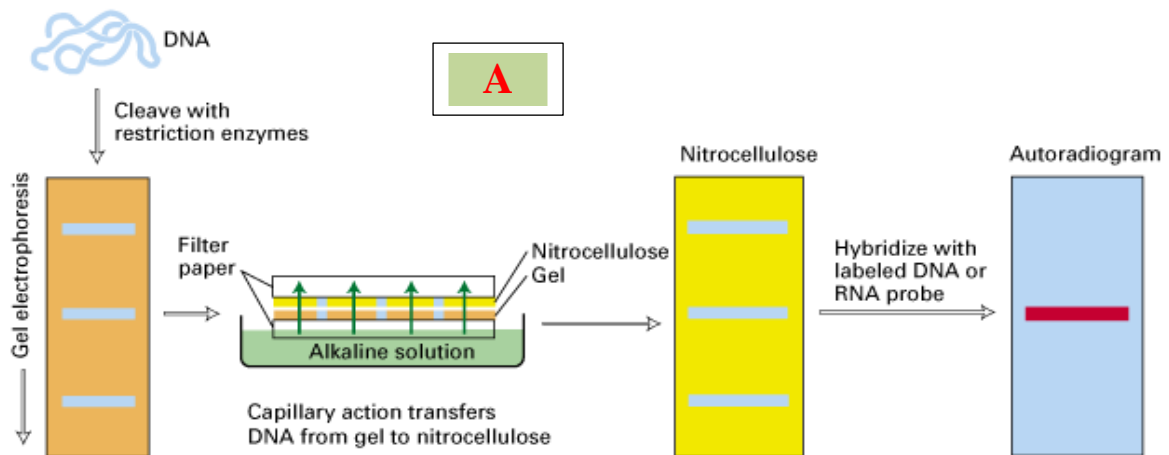 DNA
A
Cleave with
restriction enzymes
Gel electrophoresis
Filter
paper
Nitrocellulose
Gel
Alkaline solution
Capillary action transfers
DNA from gel to nitrocellulose
Nitrocellulose
Hybridize with
labeled DNA or
RNA probe
Autoradiogram